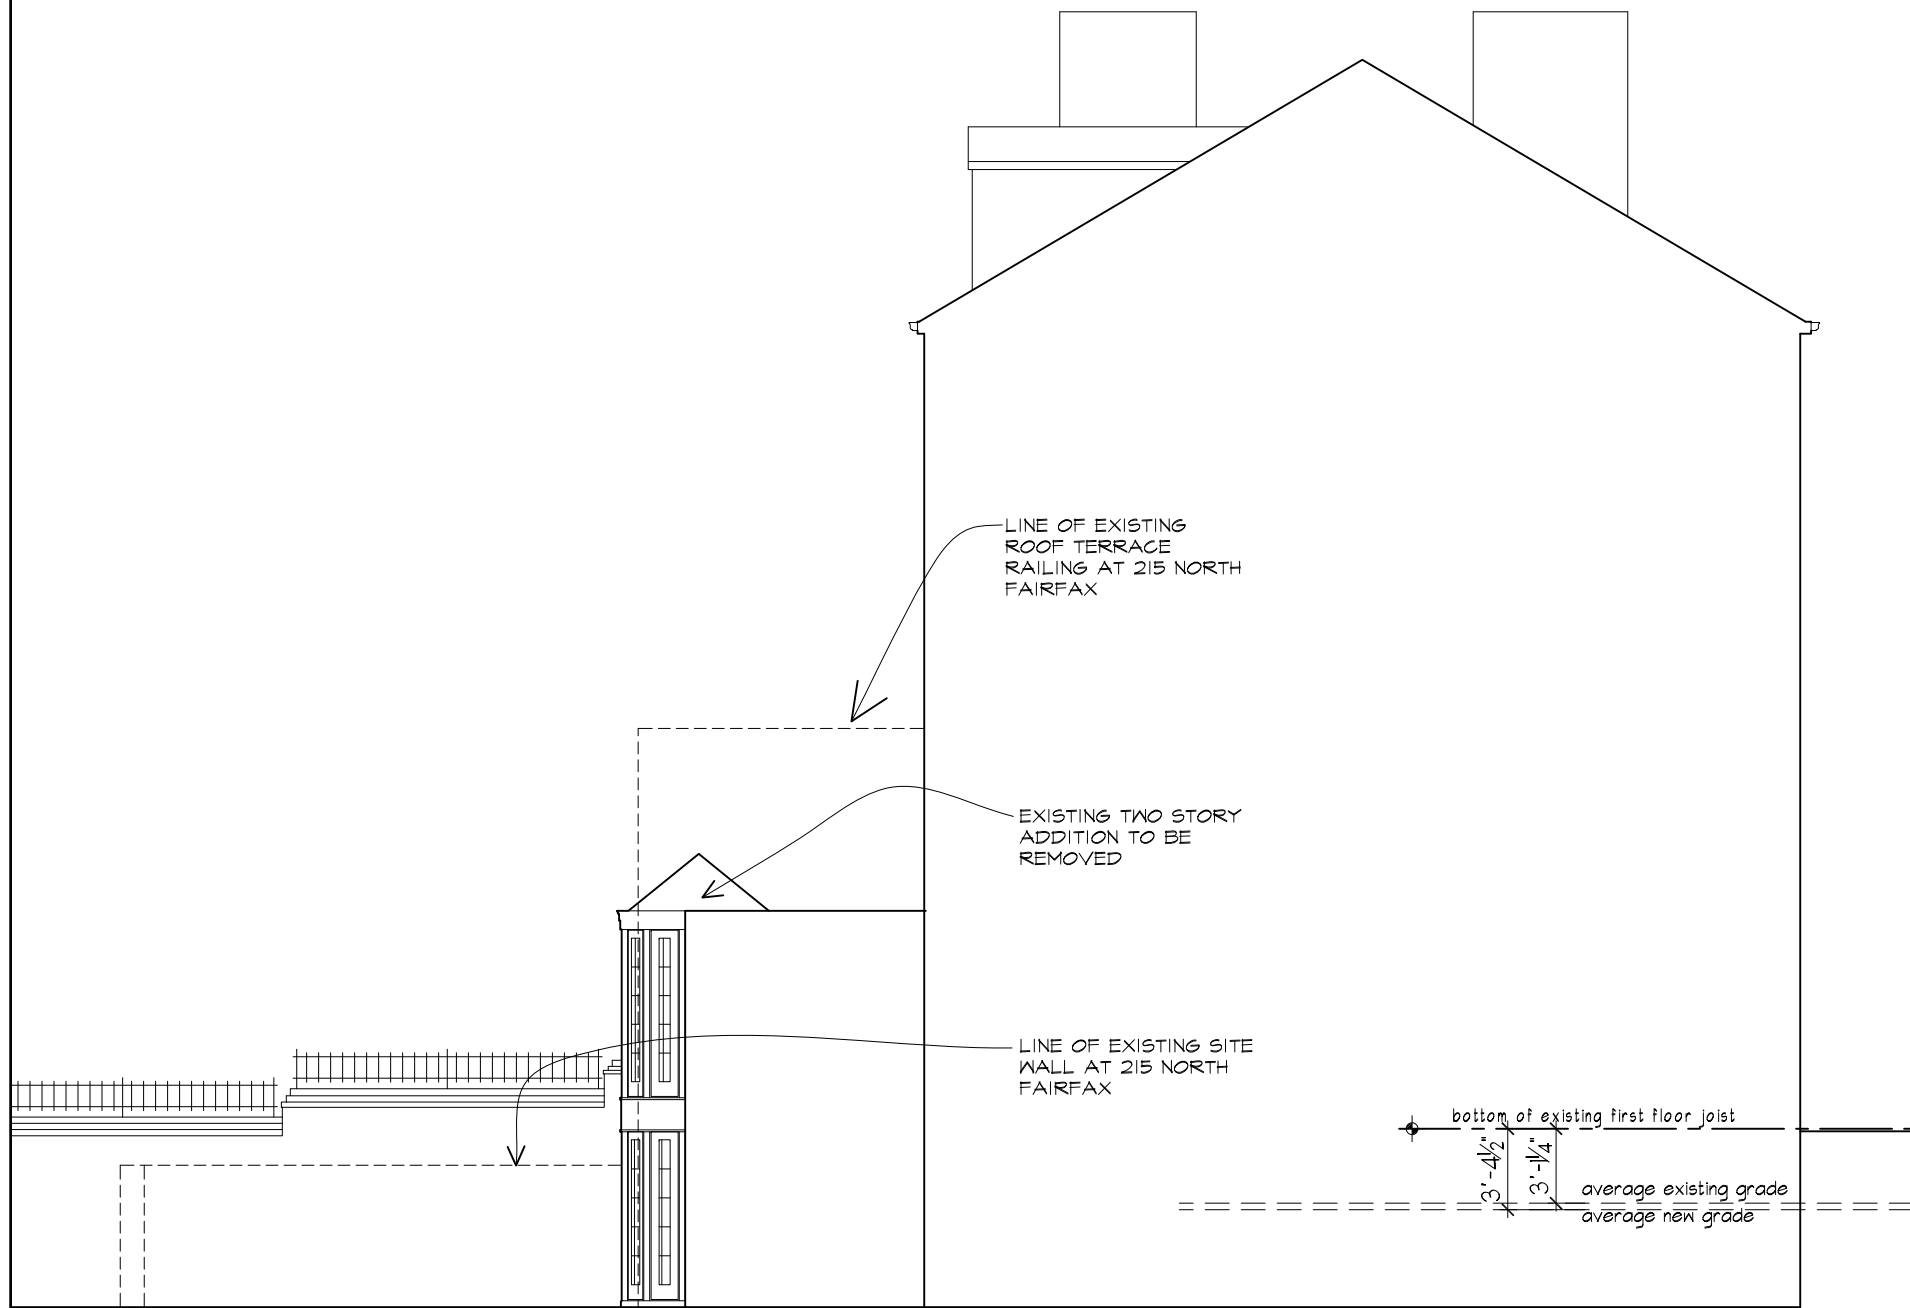 LINE OF EXISTING
ROOF TERRACE
RAILING AT 215 NORTH
FAIRFAX
EXISTING TWO STORY
ADDITION TO BE
REMOVED
LINE OF EXISTING SITE
WALL AT 215 NORTH
FAIRFAX
bottom of existing first floor joist
3'-4½"
3'-1¼"
average existing grade
average new grade